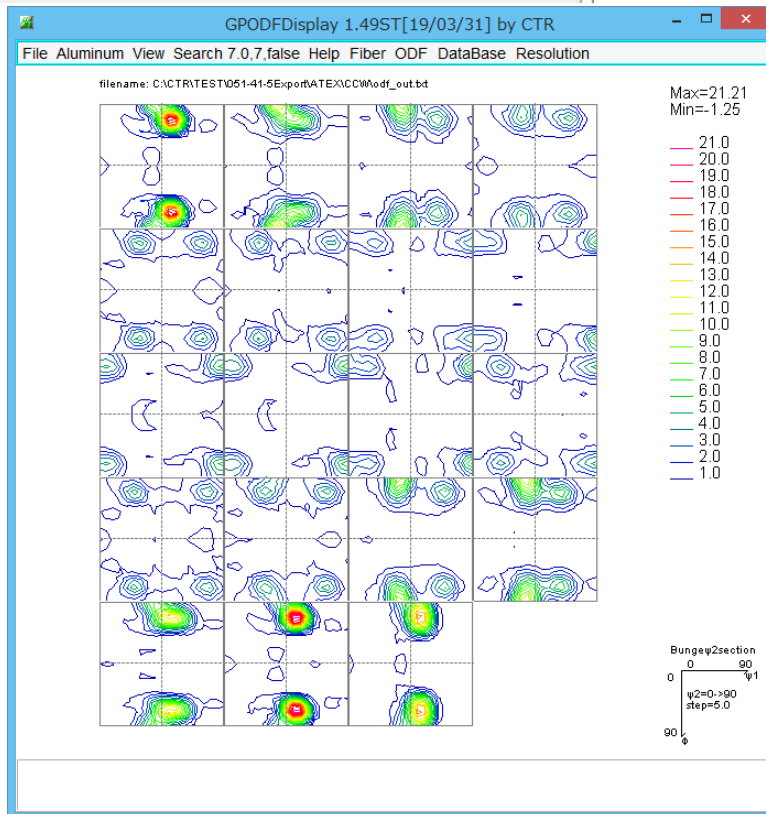 GPODFDisplay 1.49ST[19/03/31] by CTR
File Aluminum View Search 7.0,7,false Help Fiber ODF DataBase Resolution
filename: C:\CTR\TEST\051-41-5Export\ATEX\CCW\odf_out.txt
Max=21.21
Min=-1.25
21.0
20.0
19.0
18.0
17.0
16.0
15.0
14.0
13.0
12.0
11.0
10.0
9.0
8.0
7.0
6.0
5.0
4.0
3.0
2.0
1.0
Bungeψ2section
0 90
0 ψ1
ψ2=0->90
step=5.0
90 Φ